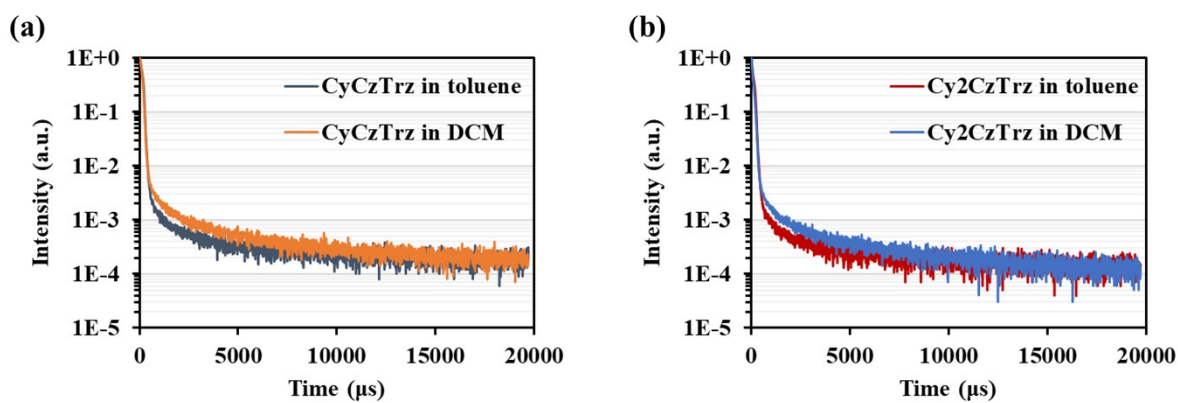 (a)
1E+0
1E-1
1E-2
1E-3
1E-4
1E-5
Intensity (a.u.)
CyCzTrz in toluene
CyCzTrz in DCM
0
5000
10000
15000
20000
Time (µs)
(b)
1E+0
1E-1
1E-2
1E-3
1E-4
1E-5
Intensity (a.u.)
Cy2CzTrz in toluene
Cy2CzTrz in DCM
0
5000
10000
15000
20000
Time (µs)